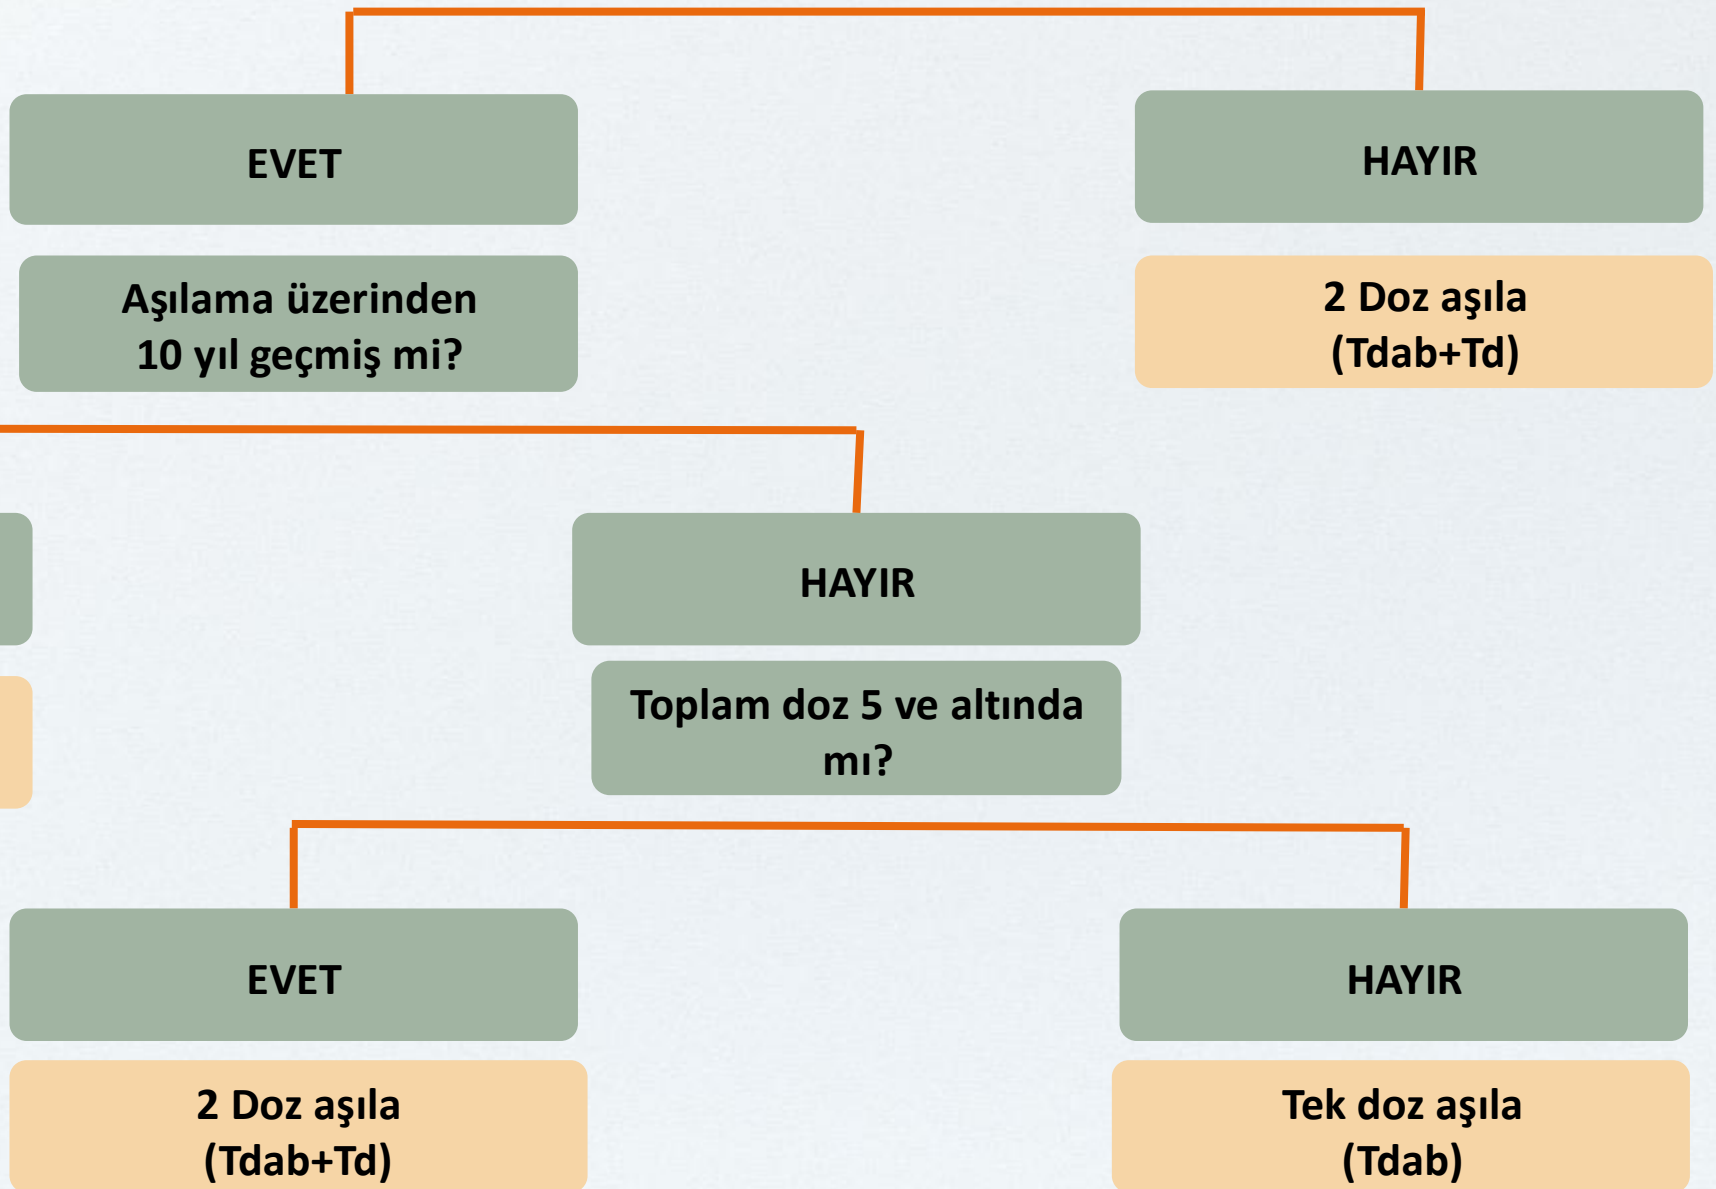 EVET
HAYIR
Aşılama üzerinden
10 yıl geçmiş mi?
2 Doz aşıla
(Tdab+Td)
HAYIR
Toplam doz 5 ve altında
mı?
EVET
HAYIR
2 Doz aşıla
(Tdab+Td)
Tek doz aşıla
(Tdab)